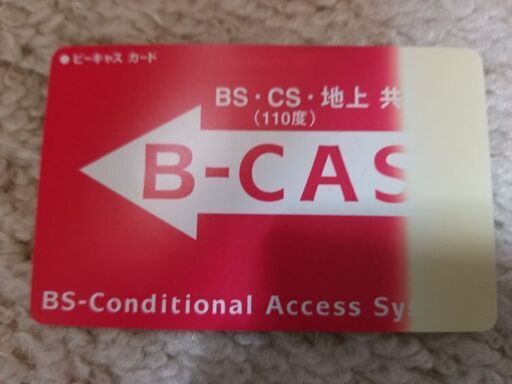 ビーキャス カード
BS・CS・地上 共
(110度)
B-CAS
BS-Conditional Access Sys